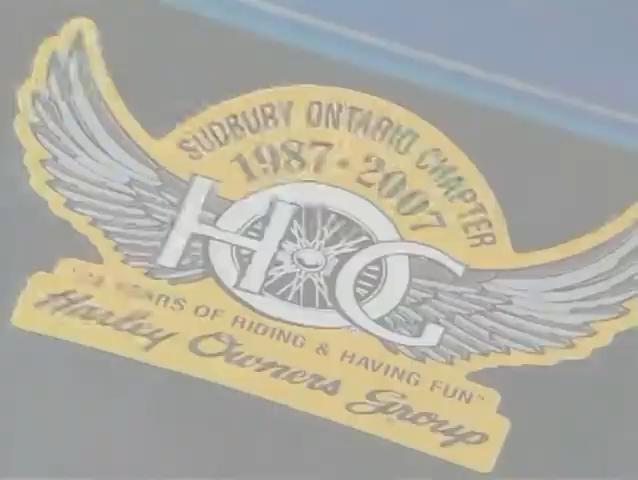 SUDBURY ONTARIO CHAPTER
1987 - 2007
HOG
YEARS OF RIDING & HAVING FUN"
Harley Owners Group